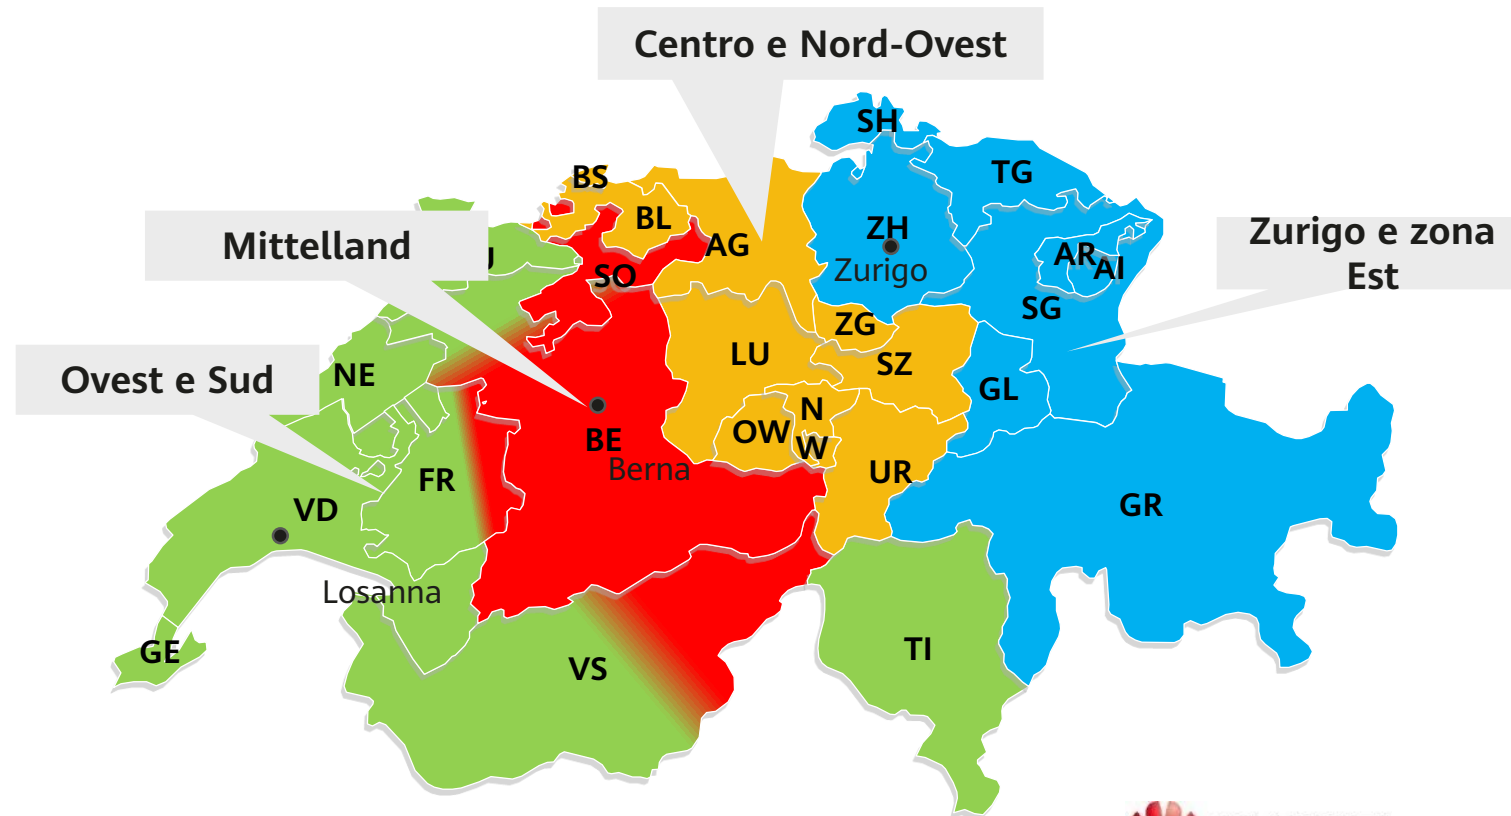 Centro e Nord-Ovest
SH
TG
BS
BL
ZH
Zurigo
AG
Mittelland
Zurigo e zona
Est
AR
AI
SO
SG
ZG
LU
SZ
NE
Ovest e Sud
GL
N
W
OW
BE
Berna
UR
FR
VD
GR
Losanna
GE
VS
TI